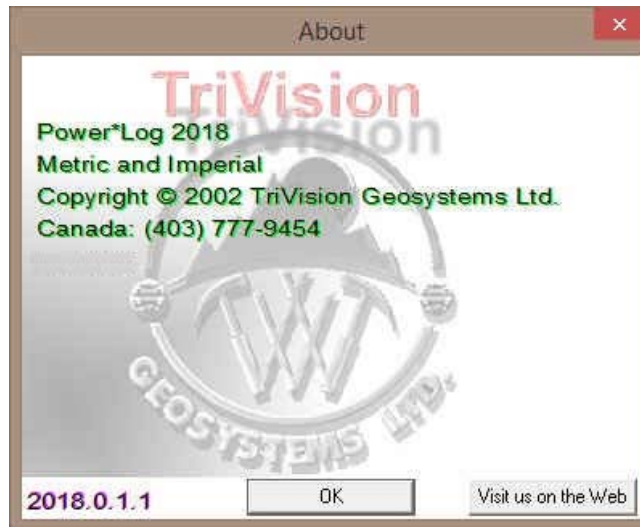 About
TriVision
Power*Log 2018
Metric and Imperial
Copyright © 2002 TriVision Geosystems Ltd.
Canada: (403) 777-9454
GEOSYSTEMS LTD.
2018.0.1.1
OK
Visit us on the Web